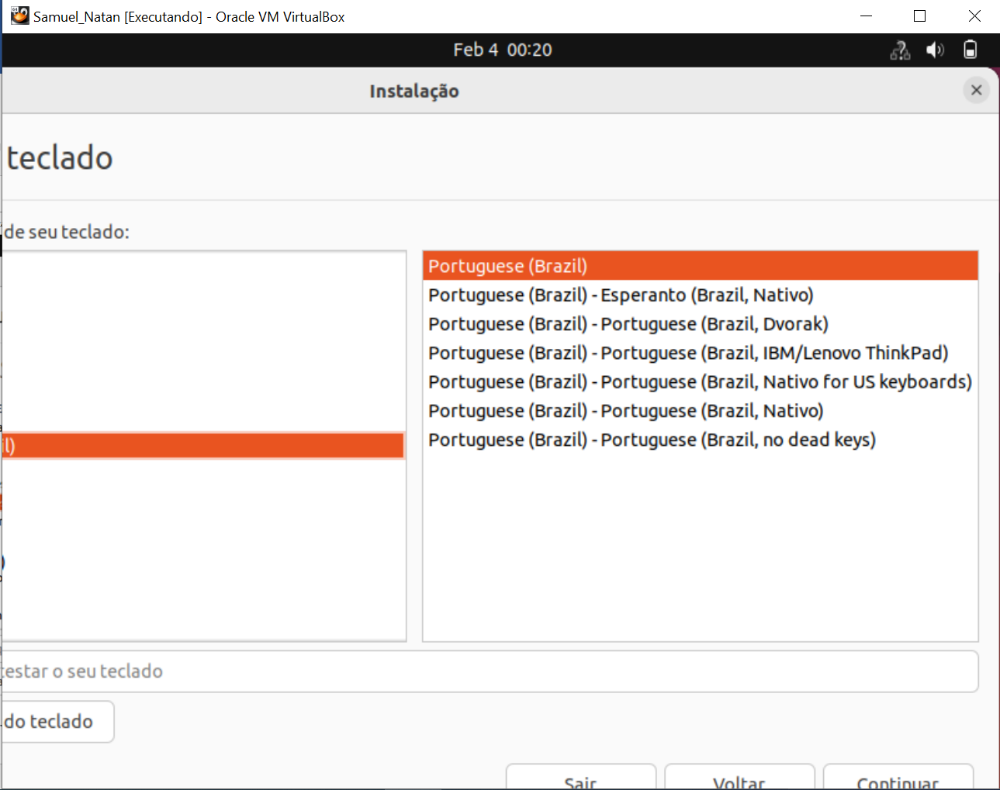 Samuel_Natan [Executando] - Oracle VM VirtualBox
Feb 4 00:20
Instalação
teclado
de seu teclado:
Portuguese (Brazil)
Portuguese (Brazil) - Esperanto (Brazil, Nativo)
Portuguese (Brazil) - Portuguese (Brazil, Dvorak)
Portuguese (Brazil) - Portuguese (Brazil, IBM/Lenovo ThinkPad)
Portuguese (Brazil) - Portuguese (Brazil, Nativo for US keyboards)
Portuguese (Brazil) - Portuguese (Brazil, Nativo)
Portuguese (Brazil) - Portuguese (Brazil, no dead keys)
il)
testar o seu teclado
do teclado
Sair
Voltar
Continuar